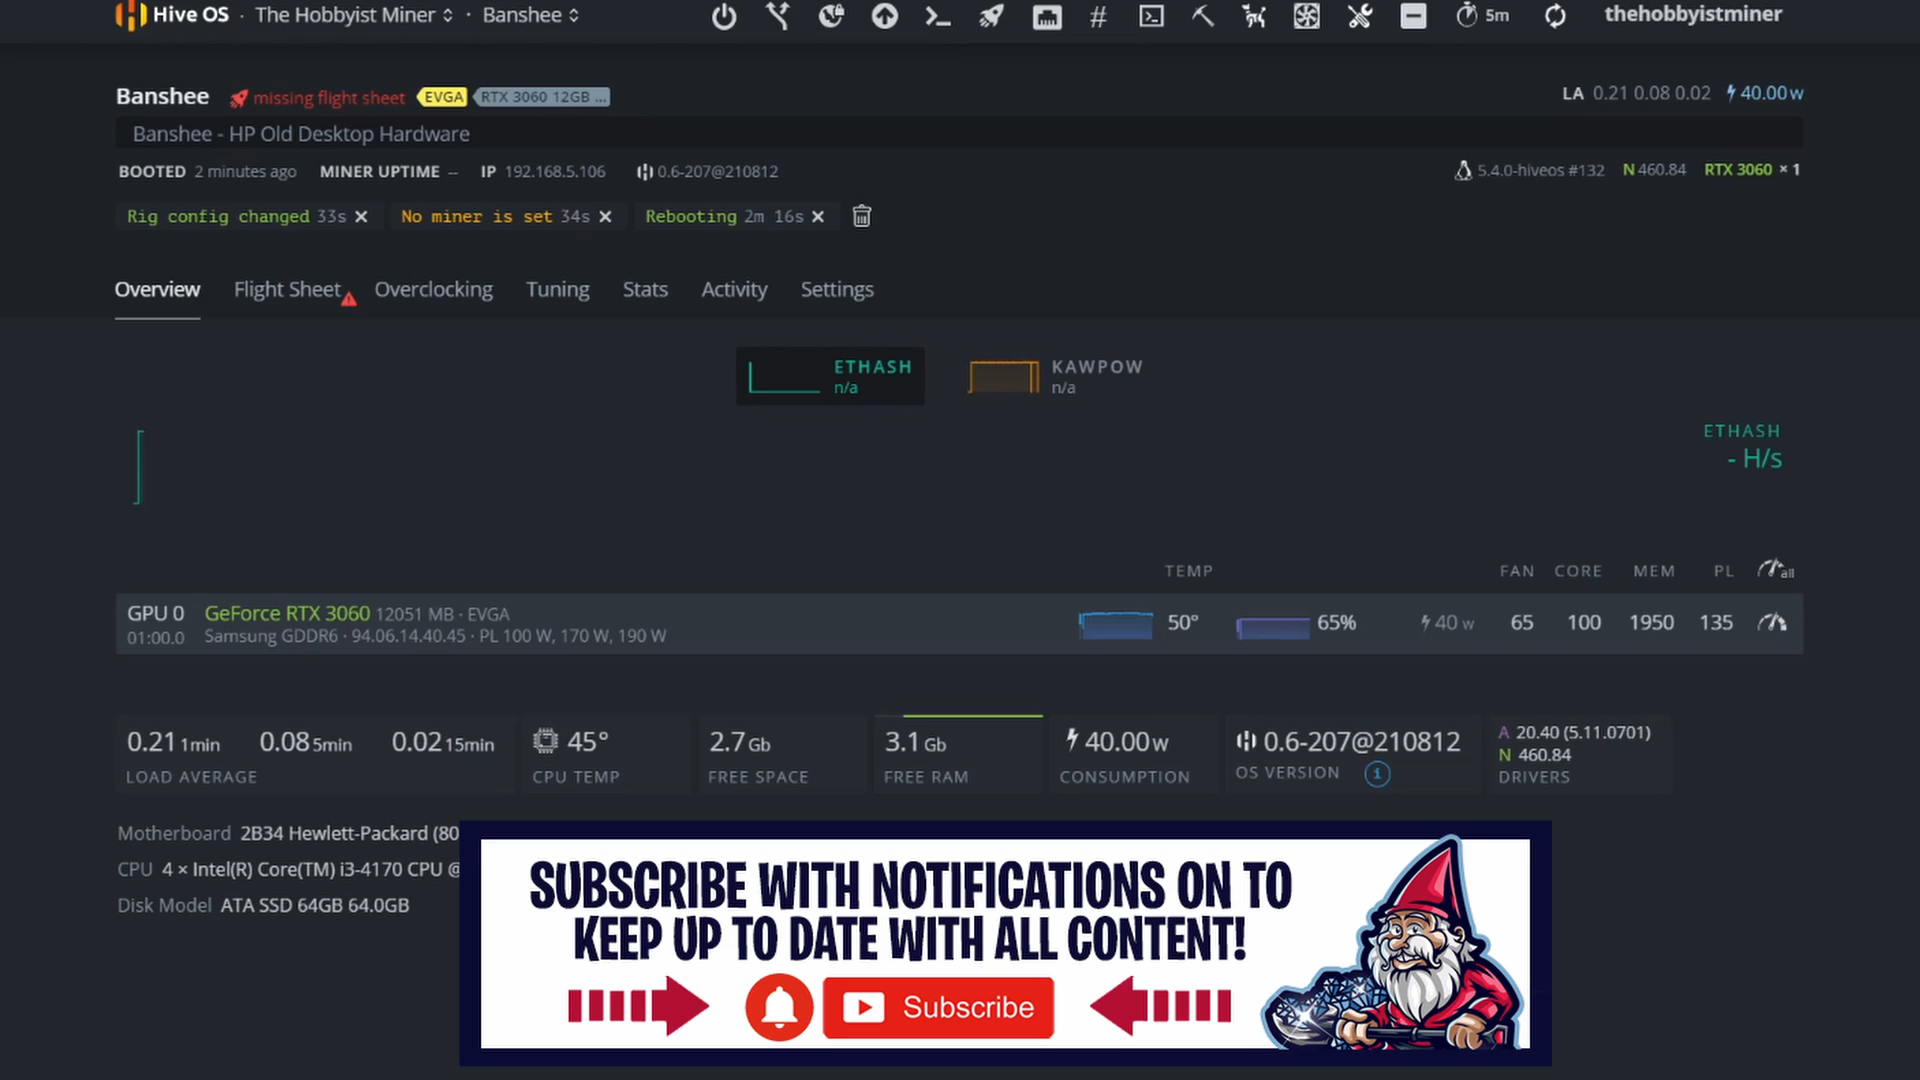 Hive OS · The Hobbyist Miner · Banshee # 5m thehobbyistminer
Banshee missing flight sheet EVGA RTX 3060 12GB ... LA 0.21 0.08 0.02 40.00 w
Banshee - HP Old Desktop Hardware
BOOTED 2 minutes ago MINER UPTIME -- IP 192.168.5.106 0.6-207@210812 5.4.0-hiveos #132 N 460.84 RTX 3060 × 1
Rig config changed 33s × No miner is set 34s × Rebooting 2m 16s ×
Overview Flight Sheet Overclocking Tuning Stats Activity Settings
ETHASH KAWPOW
n/a n/a
ETHASH
- H/s
TEMP FAN CORE MEM PL all
GPU 0 GeForce RTX 3060 12051 MB · EVGA 50° 65% 40 w 65 100 1950 135
01:00.0 Samsung GDDR6 · 94.06.14.40.45 · PL 100 W, 170 W, 190 W
0.21 1min 0.08 5min 0.02 15min 45° 2.7 Gb 3.1 Gb 40.00 w 0.6-207@210812 A 20.40 (5.11.0701)
N 460.84
LOAD AVERAGE CPU TEMP FREE SPACE FREE RAM CONSUMPTION OS VERSION i DRIVERS
Motherboard 2B34 Hewlett-Packard (80
CPU 4 × Intel(R) Core(TM) i3-4170 CPU @
Disk Model ATA SSD 64GB 64.0GB
SUBSCRIBE WITH NOTIFICATIONS ON TO
KEEP UP TO DATE WITH ALL CONTENT!
Subscribe